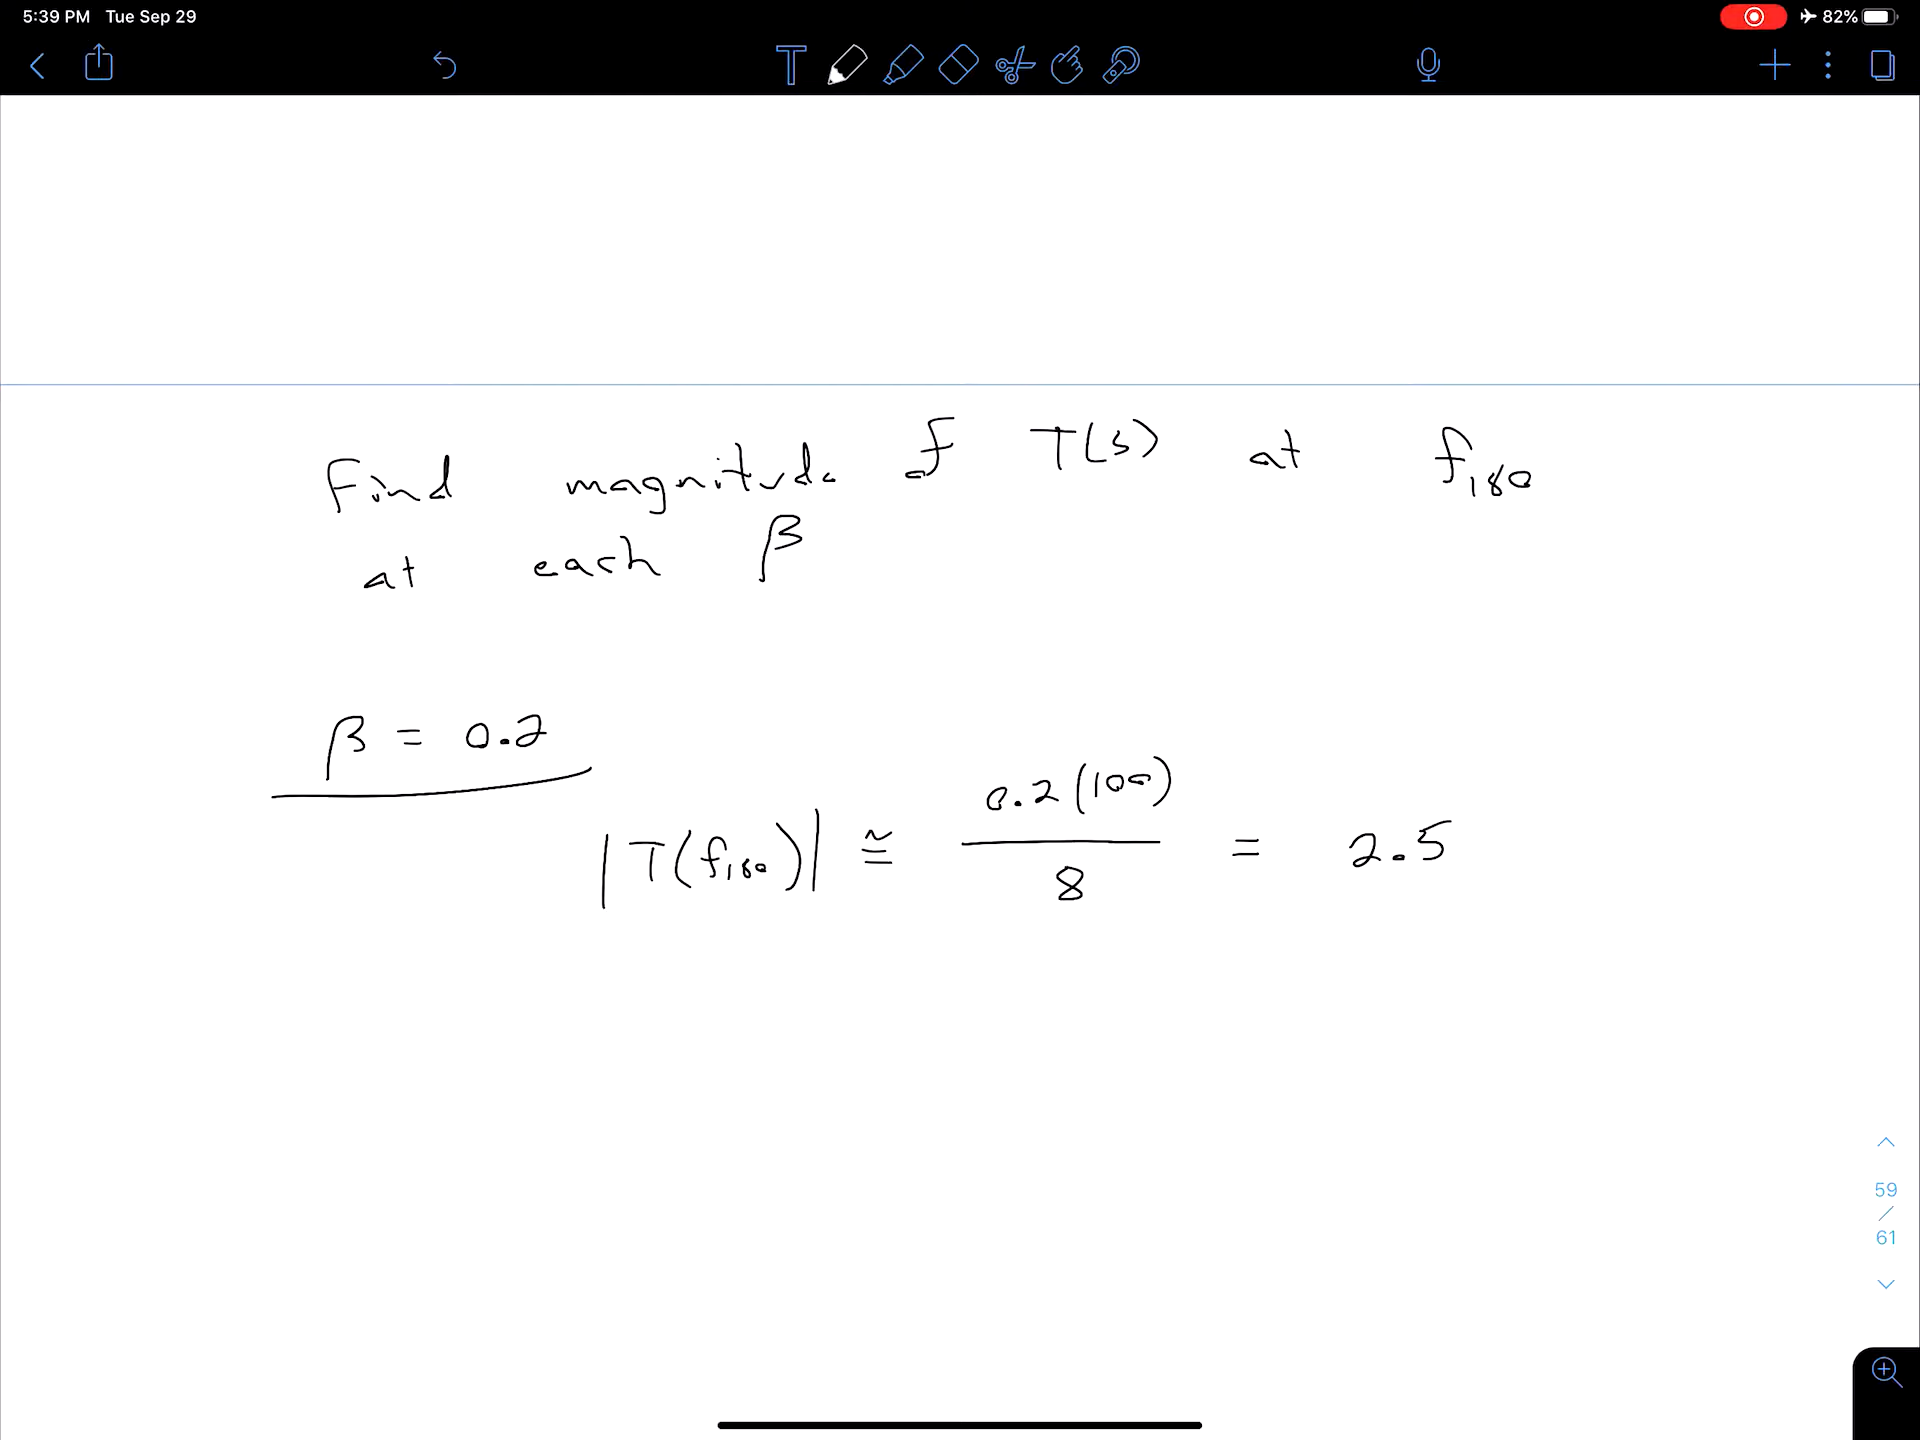 5:39 PM Tue Sep 29
82%
T
Find magnitude of T(s) at f₁₈₀
at each β
β = 0.2
|T(f₁₈₀)| ≅ 0.2(100) / 8 = 2.5
59
/
61